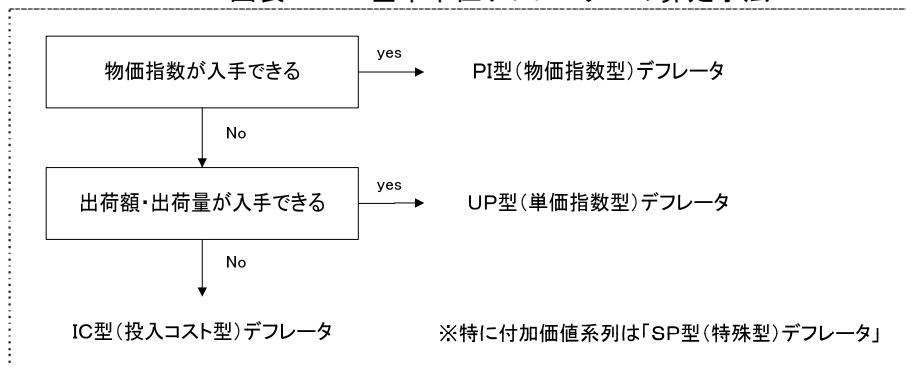 物価指数が入手できる
yes
PI型(物価指数型)デフレータ
No
出荷額・出荷量が入手できる
yes
UP型(単価指数型)デフレータ
No
IC型(投入コスト型)デフレータ
※特に付加価値系列は「SP型(特殊型)デフレータ」